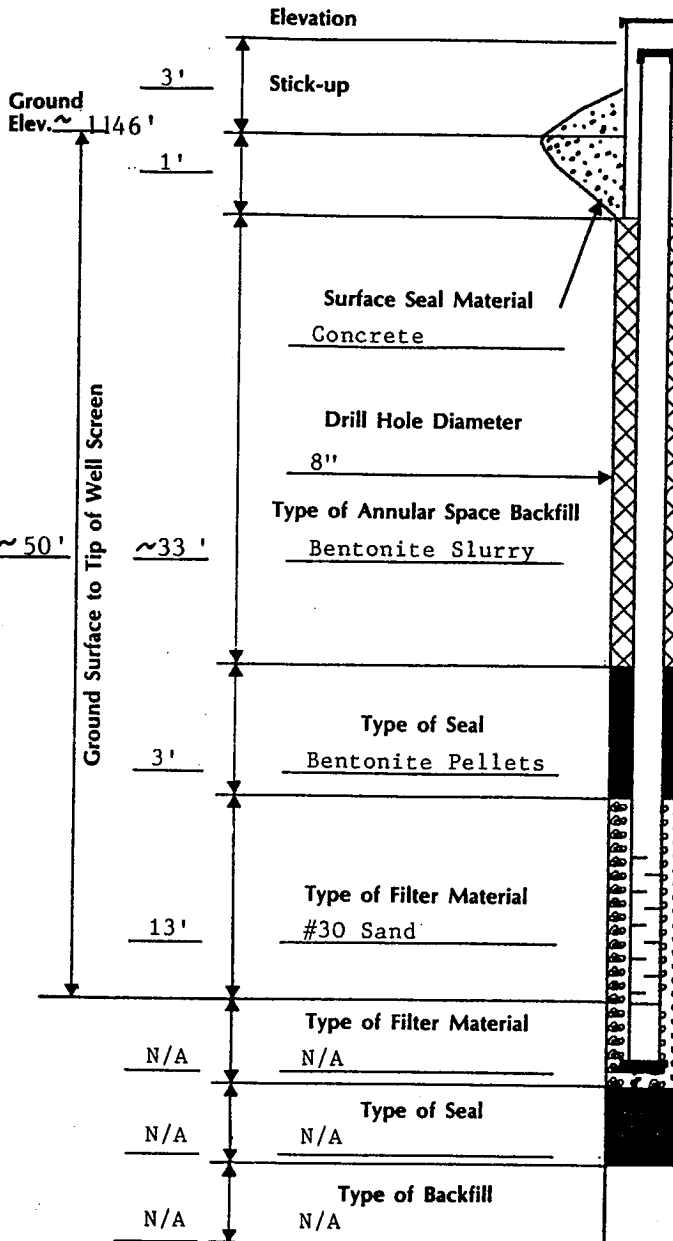 Elevation
3'
Stick-up
Ground
Elev. ~ 1146'
1'
Surface Seal Material
Concrete
Drill Hole Diameter
8"
Type of Annular Space Backfill
~50'
~33'
Bentonite Slurry
Ground Surface to Tip of Well Screen
Type of Seal
3'
Bentonite Pellets
Type of Filter Material
13'
#30 Sand
Type of Filter Material
N/A
N/A
Type of Seal
N/A
N/A
Type of Backfill
N/A
N/A